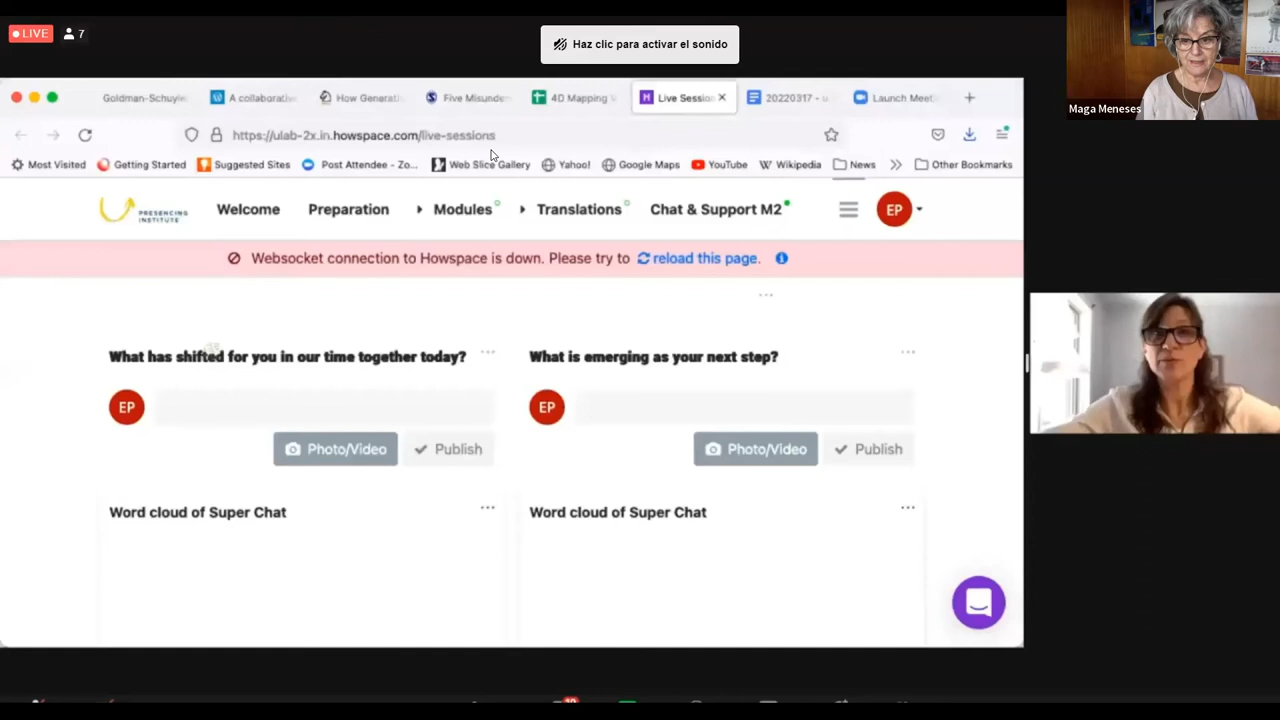 LIVE 7
Haz clic para activar el sonido
Maga Meneses
Goldman-Schuyle
A collaborative
How Generati
Five Misunder
4D Mapping
Live Sessio
20220317 - u
Launch Meeti
https://ulab-2x.in.howspace.com/live-sessions
Most Visited
Getting Started
Suggested Sites
Post Attendee - Zo...
Web Slice Gallery
Yahoo!
Google Maps
YouTube
Wikipedia
News
Other Bookmarks
PRESENCING
INSTITUTE
Welcome
Preparation
Modules
Translations
Chat & Support M2
EP
Websocket connection to Howspace is down. Please try to reload this page.
What has shifted for you in our time together today?
EP
Photo/Video
Publish
What is emerging as your next step?
EP
Photo/Video
Publish
Word cloud of Super Chat
Word cloud of Super Chat